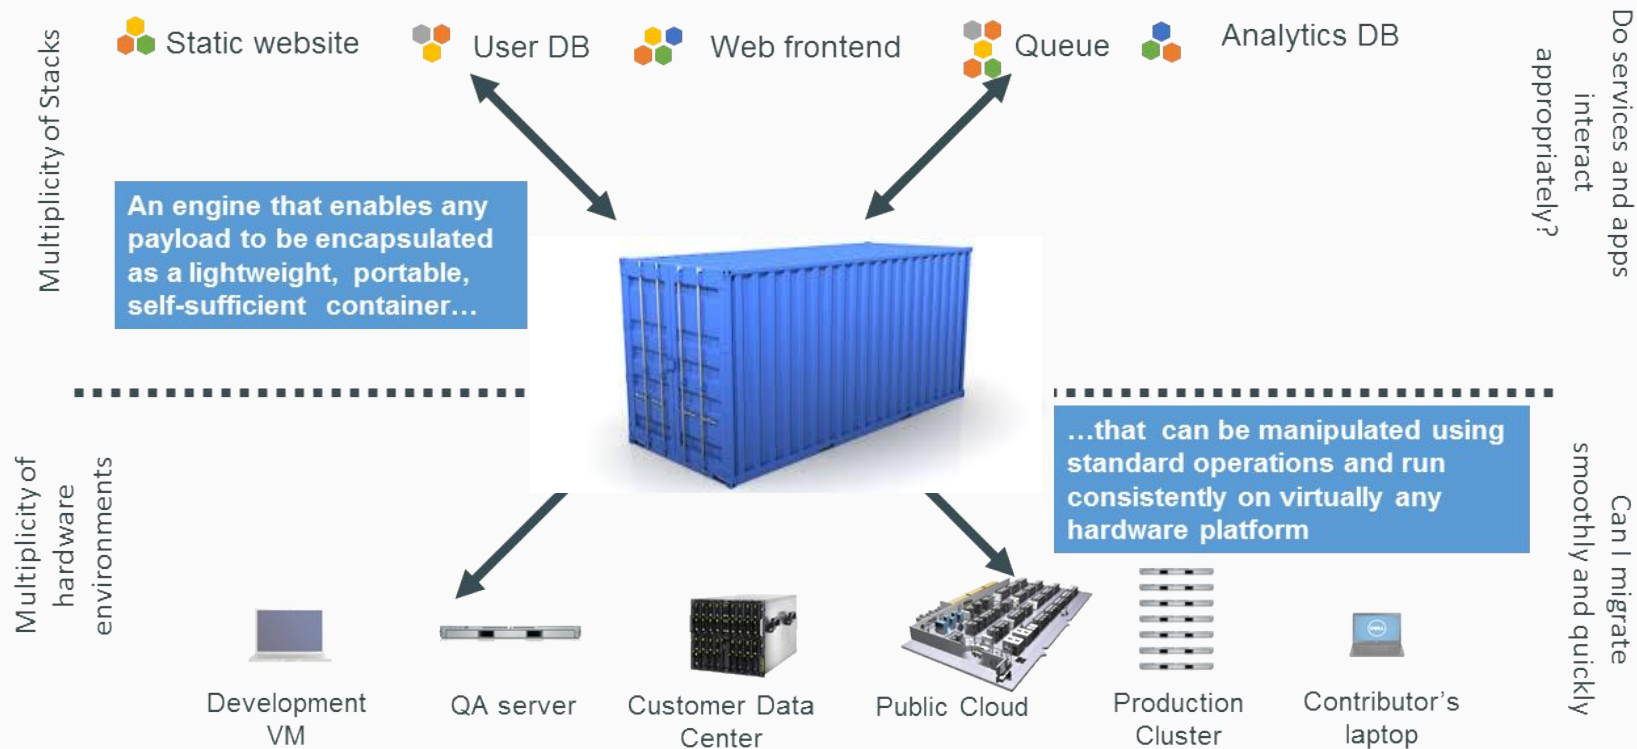 Static website
User DB
Web frontend
Queue
Analytics DB
Multiplicity of Stacks
Do services and apps
interact
appropriately?
An engine that enables any
payload to be encapsulated
as a lightweight, portable,
self-sufficient container…
…that can be manipulated using
standard operations and run
consistently on virtually any
hardware platform
Multiplicity of
hardware
environments
Can I migrate
smoothly and quickly
DELL
Development
VM
QA server
Customer Data
Center
Public Cloud
Production
Cluster
Contributor’s
laptop